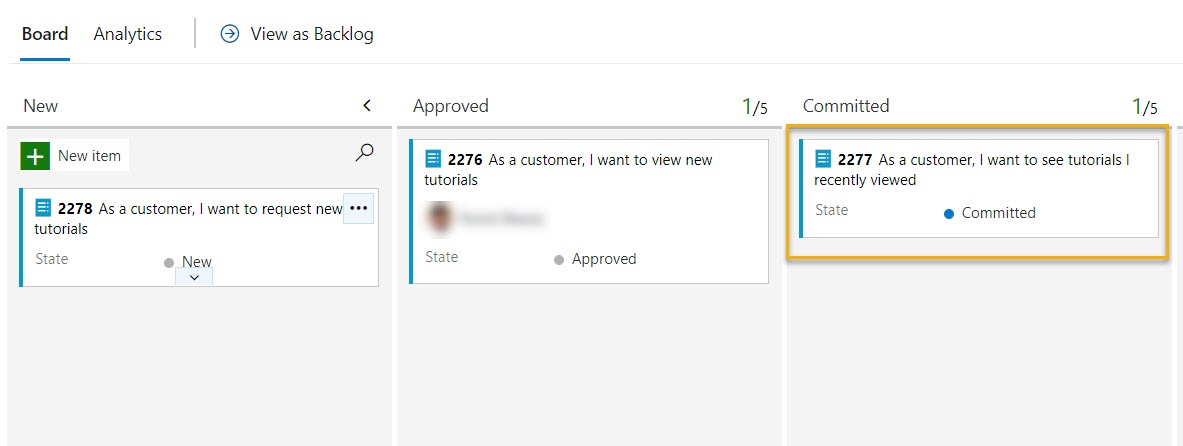 Board Analytics View as Backlog
New
New item
2278 As a customer, I want to request new
tutorials
State New
Approved 1/5
2276 As a customer, I want to view new
tutorials
State Approved
Committed 1/5
2277 As a customer, I want to see tutorials I
recently viewed
State Committed